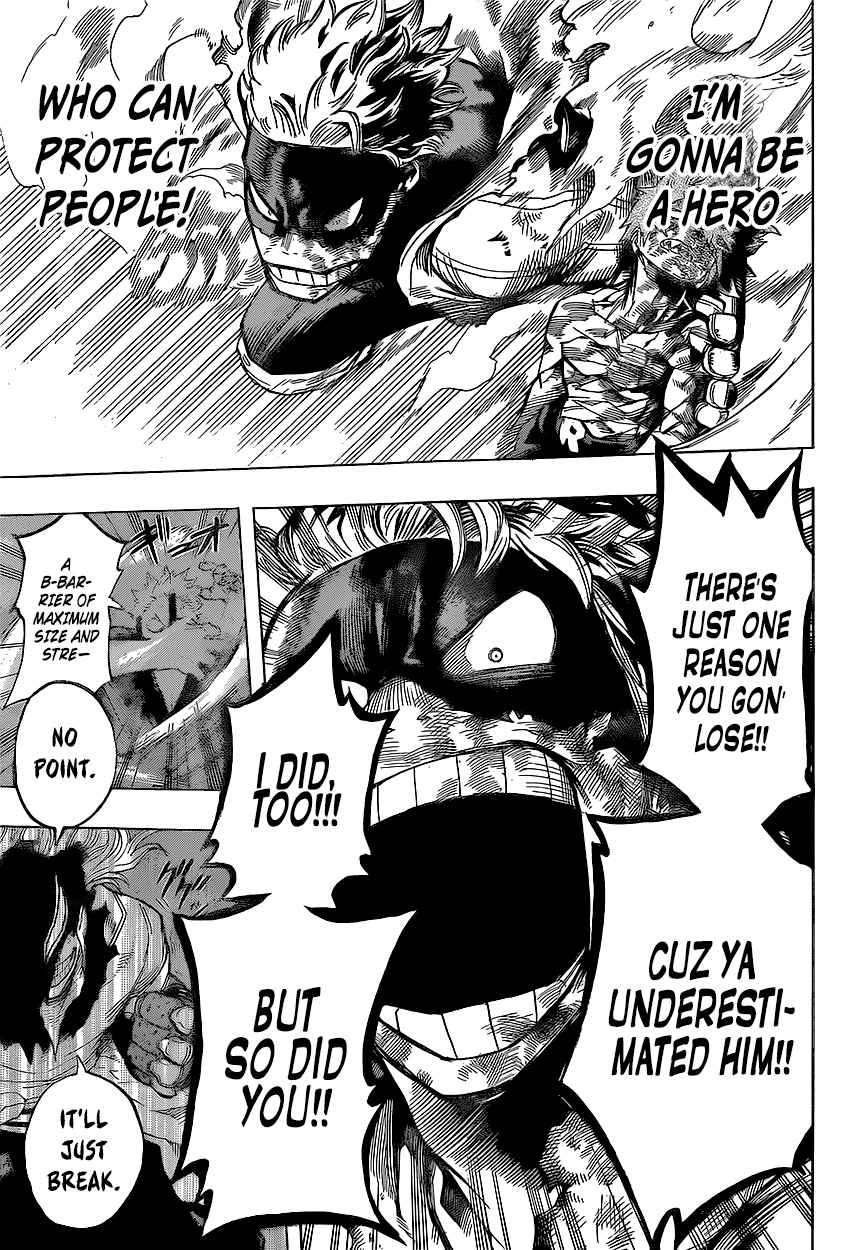 I'M
GONNA BE
A HERO
WHO CAN
PROTECT
PEOPLE!
R
THERE'S
JUST ONE
REASON
YOU GON'
LOSE!!
CUZ YA
UNDERESTI-
MATED HIM!!
I DID,
TOO!!!
BUT
SO DID
YOU!!
A
B-BAR-
RIER OF
MAXIMUM
SIZE AND
STRE—
NO
POINT.
IT'LL
JUST
BREAK.